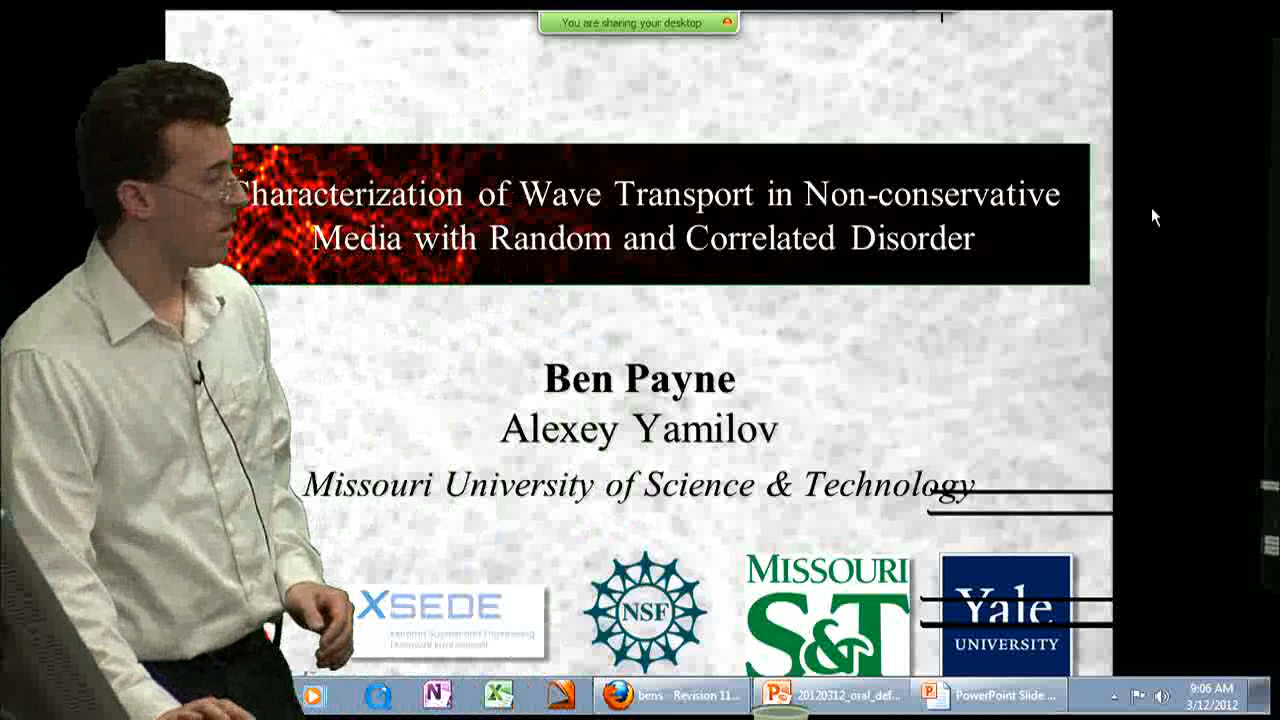 You are sharing your desktop
Characterization of Wave Transport in Non-conservative
Media with Random and Correlated Disorder
Ben Payne
Alexey Yamilov
Missouri University of Science & Technology
XSEDE
NSF
MISSOURI
S&T
Yale
UNIVERSITY
bens - Revision 11...
20120312_oral_def...
PowerPoint Slide ...
9:06 AM
3/12/2012